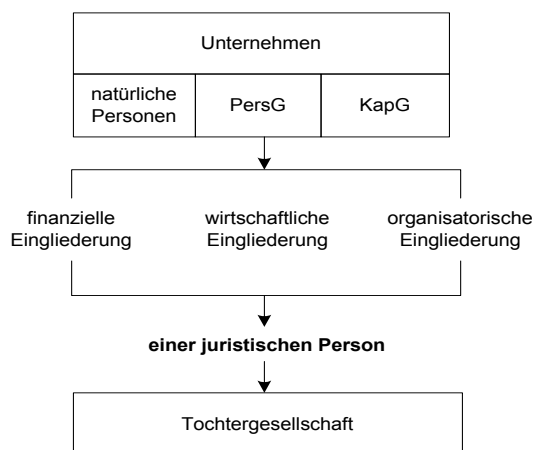 Unternehmen
natürliche
Personen
PersG
KapG
finanzielle
Eingliederung
wirtschaftliche
Eingliederung
organisatorische
Eingliederung
einer juristischen Person
Tochtergesellschaft